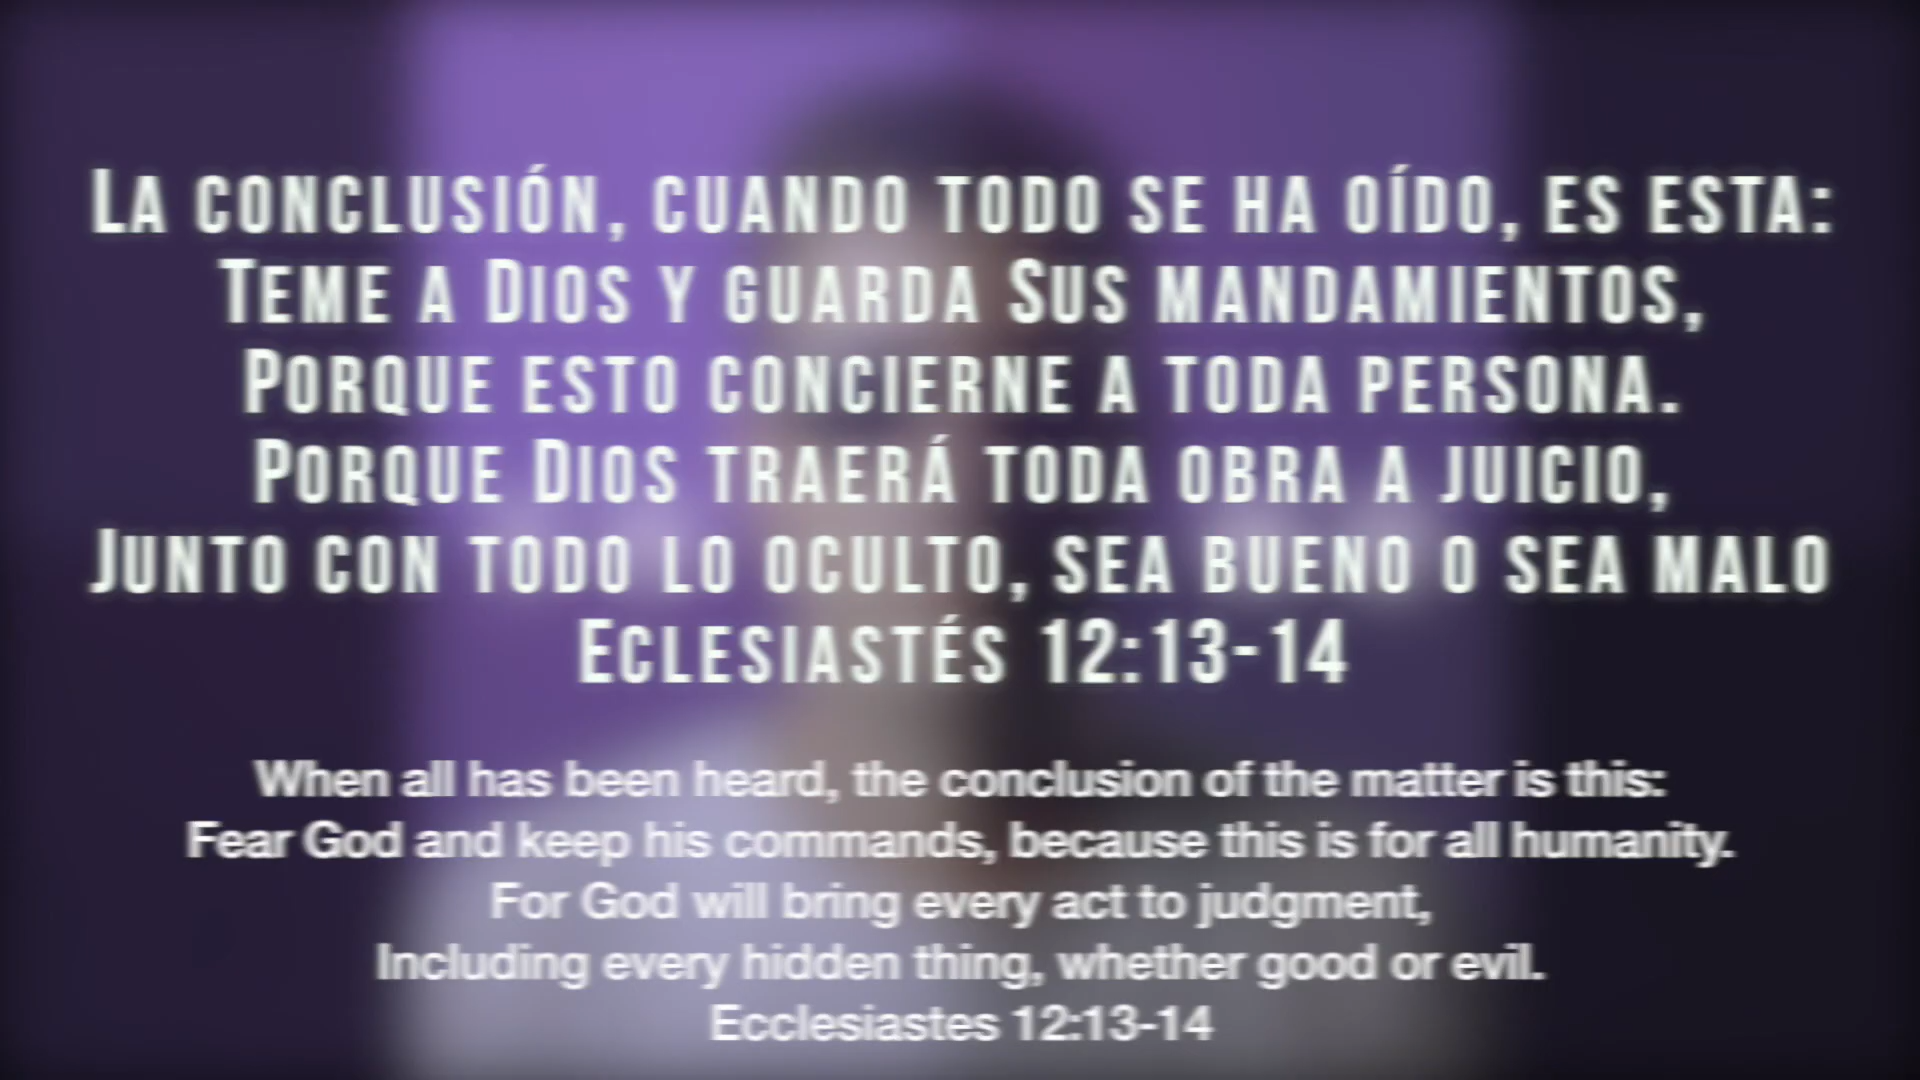 La conclusión, cuando todo se ha oído, es esta:
Teme a Dios y guarda Sus mandamientos,
Porque esto concierne a toda persona.
Porque Dios traerá toda obra a juicio,
Junto con todo lo oculto, sea bueno o sea malo
Eclesiastés 12:13-14
When all has been heard, the conclusion of the matter is this:
Fear God and keep his commands, because this is for all humanity.
For God will bring every act to judgment,
Including every hidden thing, whether good or evil.
Ecclesiastes 12:13-14